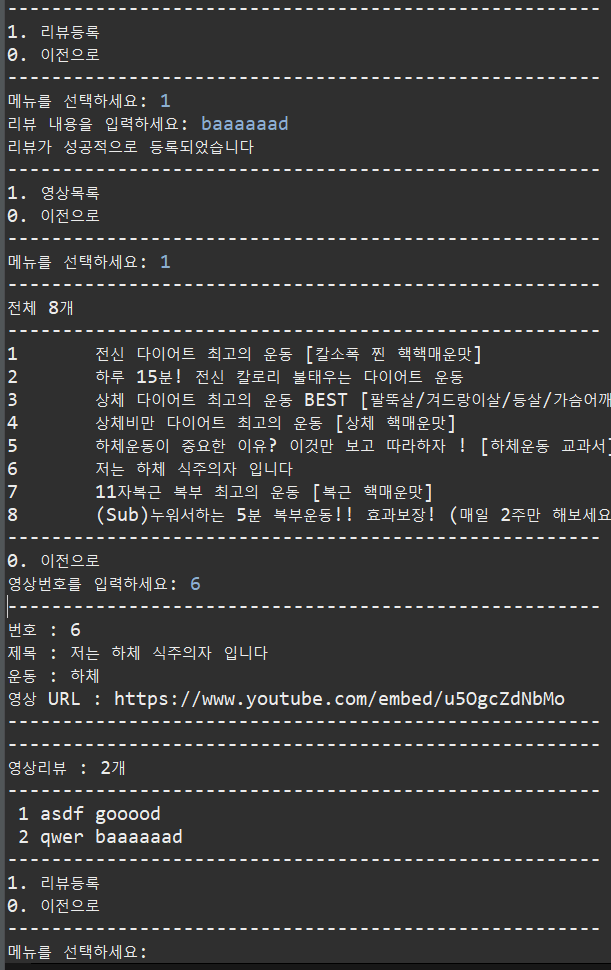 ------------------------------------------------------
1. 리뷰등록
0. 이전으로
------------------------------------------------------
메뉴를 선택하세요: 1
리뷰 내용을 입력하세요: baaaaaad
리뷰가 성공적으로 등록되었습니다
------------------------------------------------------
1. 영상목록
0. 이전으로
------------------------------------------------------
메뉴를 선택하세요: 1
------------------------------------------------------
전체 8개
------------------------------------------------------
1 전신 다이어트 최고의 운동 [칼소폭 찐 핵핵매운맛]
2 하루 15분! 전신 칼로리 불태우는 다이어트 운동
3 상체 다이어트 최고의 운동 BEST [팔뚝살/겨드랑이살/등살/가슴어깨
4 상체비만 다이어트 최고의 운동 [상체 핵매운맛]
5 하체운동이 중요한 이유? 이것만 보고 따라하자 ! [하체운동 교과서]
6 저는 하체 식주의자 입니다
7 11자복근 복부 최고의 운동 [복근 핵매운맛]
8 (Sub)누워서하는 5분 복부운동!! 효과보장! (매일 2주만 해보세요
------------------------------------------------------
0. 이전으로
영상번호를 입력하세요: 6
------------------------------------------------------
번호 : 6
제목 : 저는 하체 식주의자 입니다
운동 : 하체
영상 URL : https://www.youtube.com/embed/u5OgcZdNbMo
------------------------------------------------------
------------------------------------------------------
영상리뷰 : 2개
------------------------------------------------------
1 asdf gooood
2 qwer baaaaaad
------------------------------------------------------
1. 리뷰등록
0. 이전으로
------------------------------------------------------
메뉴를 선택하세요: